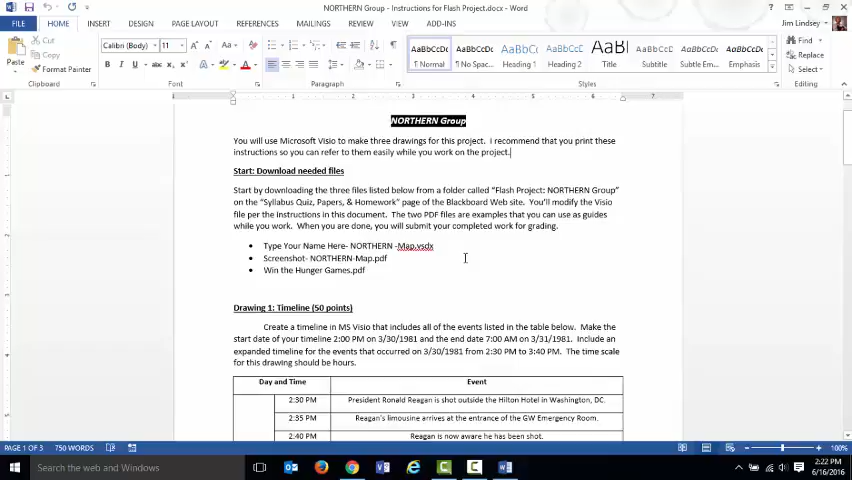 NORTHERN Group - Instructions for Flash Project.docx - Word
FILE HOME INSERT DESIGN PAGE LAYOUT REFERENCES MAILINGS REVIEW VIEW ADD-INS Jim Lindsey
Cut
Copy
Paste
Format Painter
Calibri (Body) 11
AaBbCcDc AaBbCcDc AaBbCc AaBbCcC AaBl AaBbCcC AaBbCcDc AaBbCcDc
¶ Normal ¶ No Spac... Heading 1 Heading 2 Title Subtitle Subtle Em... Emphasis
Find
Replace
Select
Clipboard Font Paragraph Styles Editing
1 2 3 4 5 6 7
NORTHERN Group
You will use Microsoft Visio to make three drawings for this project. I recommend that you print these
instructions so you can refer to them easily while you work on the project.
Start: Download needed files
Start by downloading the three files listed below from a folder called “Flash Project: NORTHERN Group”
on the “Syllabus Quiz, Papers, & Homework” page of the Blackboard Web site. You’ll modify the Visio
file per the instructions in this document. The two PDF files are examples that you can use as guides
while you work. When you are done, you will submit your completed work for grading.
• Type Your Name Here- NORTHERN -Map.vsdx
• Screenshot- NORTHERN-Map.pdf
• Win the Hunger Games.pdf
Drawing 1: Timeline (50 points)
Create a timeline in MS Visio that includes all of the events listed in the table below. Make the
start date of your timeline 2:00 PM on 3/30/1981 and the end date 7:00 AM on 3/31/1981. Include an
expanded timeline for the events that occurred on 3/30/1981 from 2:30 PM to 3:40 PM. The time scale
for this drawing should be hours.
Day and Time Event
2:30 PM President Ronald Reagan is shot outside the Hilton Hotel in Washington, DC.
2:35 PM Reagan's limousine arrives at the entrance of the GW Emergency Room.
2:40 PM Reagan is now aware he has been shot.
PAGE 1 OF 3 750 WORDS 100%
Search the web and Windows
2:22 PM
6/16/2016